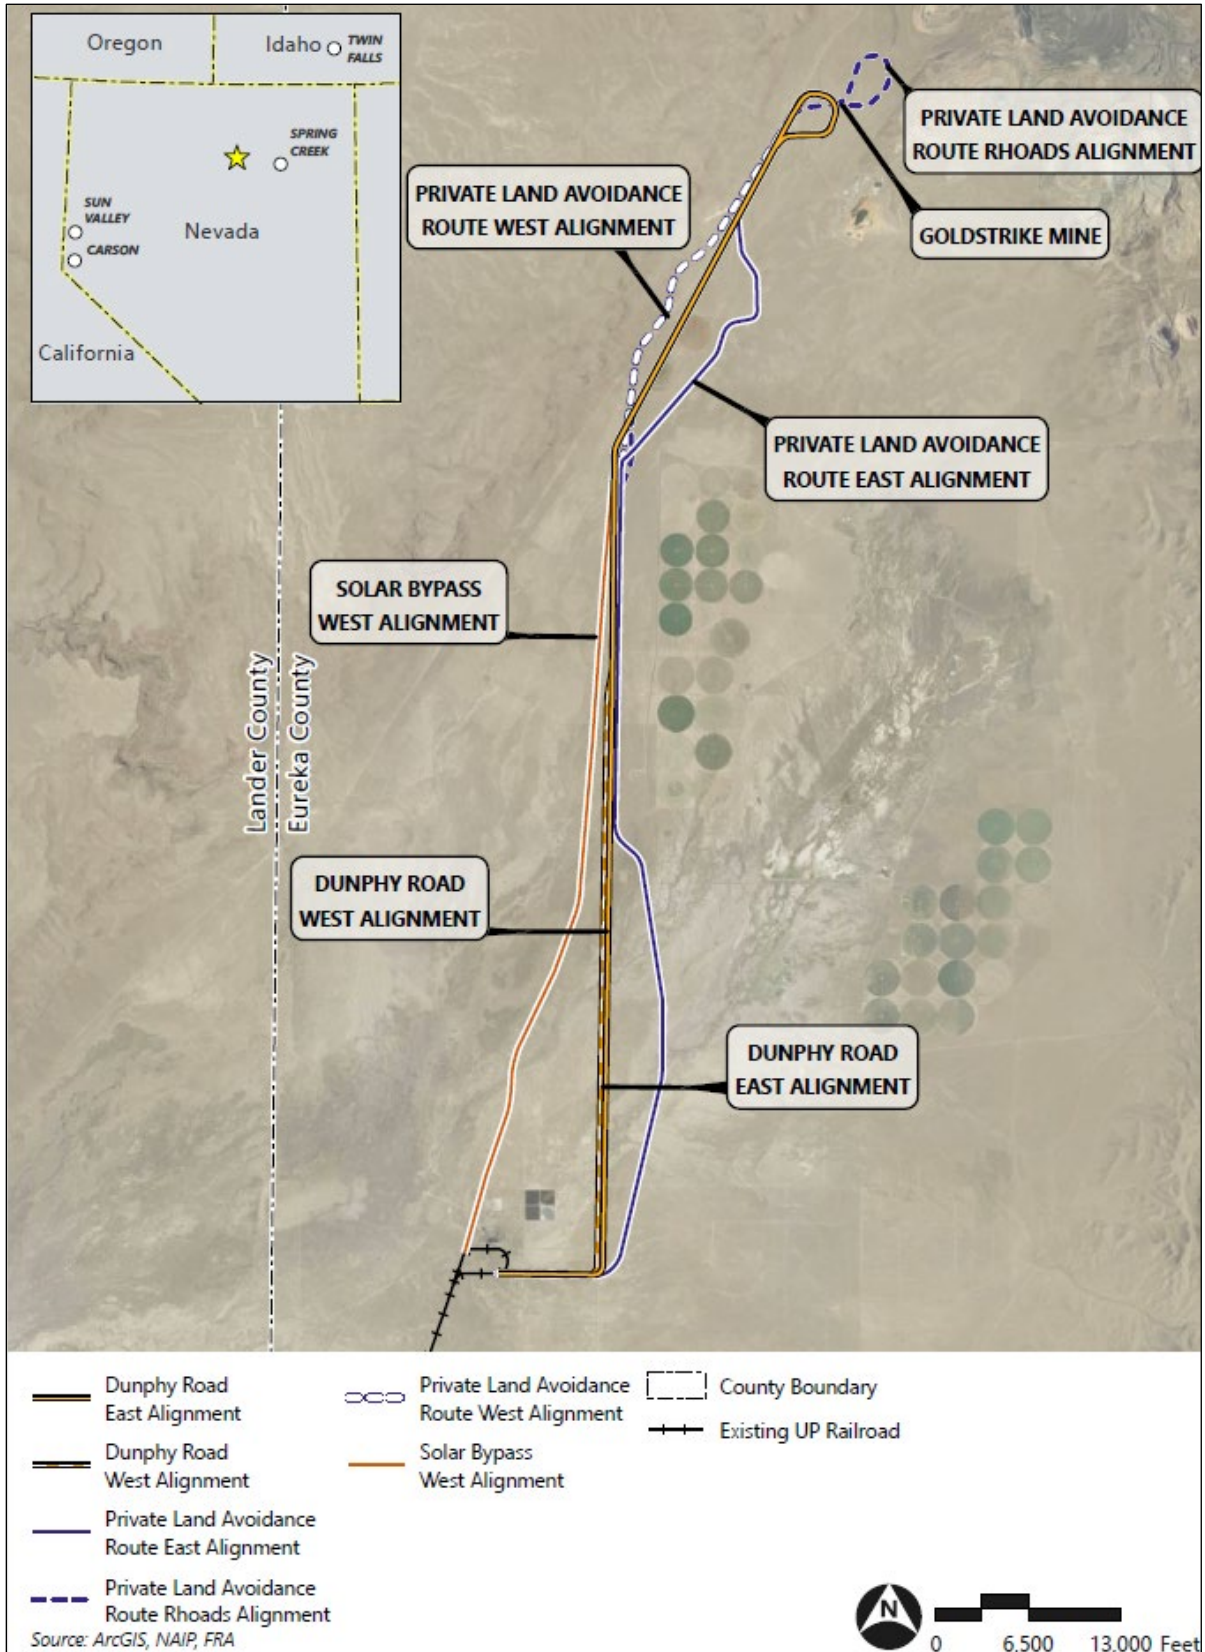 Oregon
Idaho
TWIN
FALLS
SPRING
CREEK
SUN
VALLEY
CARSON
Nevada
California
PRIVATE LAND AVOIDANCE
ROUTE RHOADS ALIGNMENT
PRIVATE LAND AVOIDANCE
ROUTE WEST ALIGNMENT
GOLDSTRIKE MINE
PRIVATE LAND AVOIDANCE
ROUTE EAST ALIGNMENT
SOLAR BYPASS
WEST ALIGNMENT
Lander County
Eureka County
DUNPHY ROAD
WEST ALIGNMENT
DUNPHY ROAD
EAST ALIGNMENT
Dunphy Road
East Alignment
Dunphy Road
West Alignment
Private Land Avoidance
Route East Alignment
Private Land Avoidance
Route Rhoads Alignment
Private Land Avoidance
Route West Alignment
Solar Bypass
West Alignment
County Boundary
Existing UP Railroad
Source: ArcGIS, NAIP, FRA
N
0 6,500 13,000 Feet